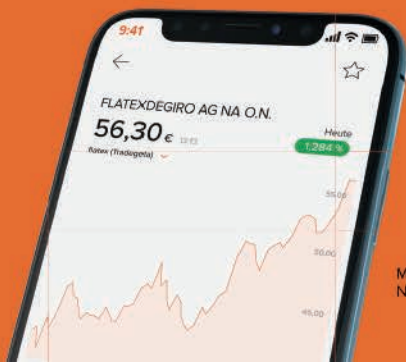 9:41
FLATEXDEGIRO AG NA O.N.
56,30 €
Heute
flatex (Tradegate)
1,284 %
55,00
50,00
45,00
M
N